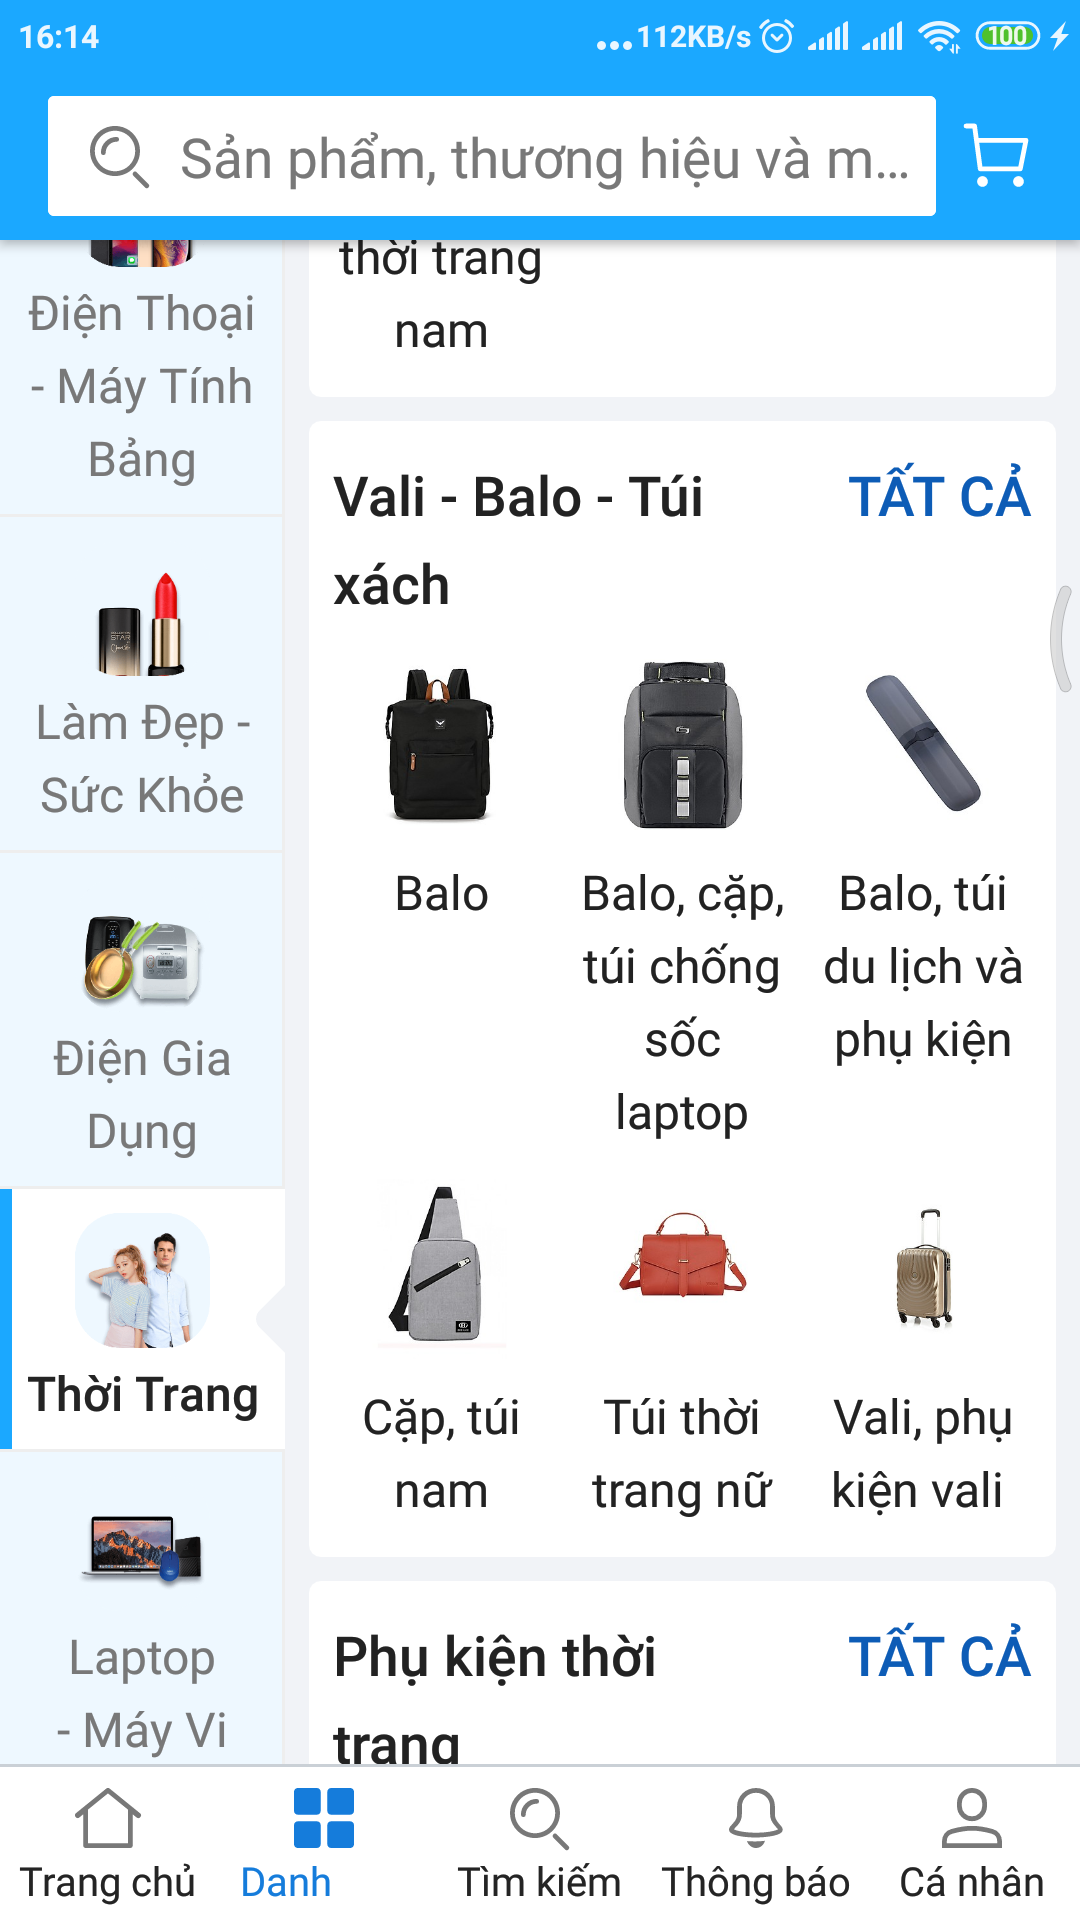 16:14
...112KB/s
100
Sản phẩm, thương hiệu và m...
Điện Thoại
- Máy Tính
Bảng
Làm Đẹp -
Sức Khỏe
Điện Gia
Dụng
Thời Trang
Laptop
- Máy Vi
thời trang
nam
Vali - Balo - Túi
xách
TẤT CẢ
Balo
Balo, cặp,
túi chống
sốc
laptop
Balo, túi
du lịch và
phụ kiện
Cặp, túi
nam
Túi thời
trang nữ
Vali, phụ
kiện vali
Phụ kiện thời
trang
TẤT CẢ
Trang chủ
Danh
Tìm kiếm
Thông báo
Cá nhân